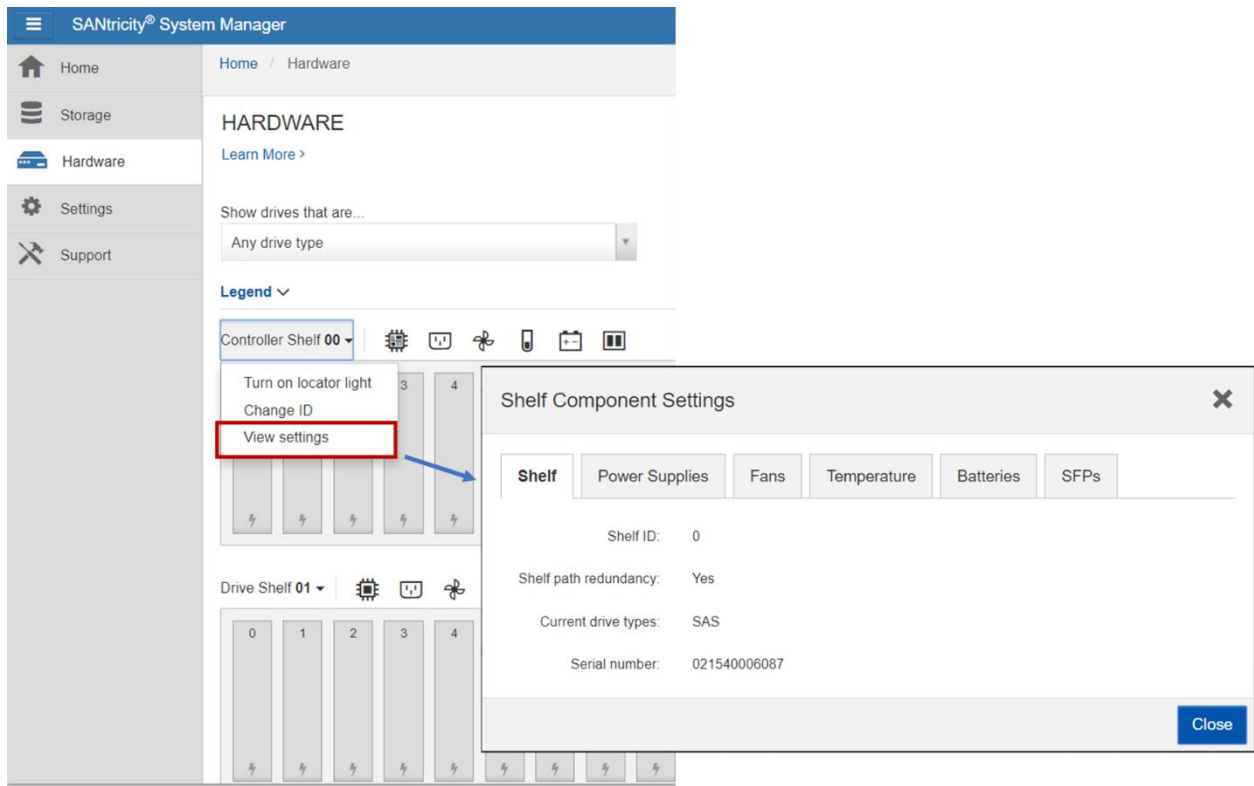 SANtricity® System Manager
Home
Storage
Hardware
Settings
Support
Home / Hardware
HARDWARE
Learn More >
Show drives that are...
Any drive type
Legend
Controller Shelf 00
Turn on locator light
Change ID
View settings
3 4
Drive Shelf 01
0 1 2 3 4
Shelf Component Settings
Shelf Power Supplies Fans Temperature Batteries SFPs
Shelf ID: 0
Shelf path redundancy: Yes
Current drive types: SAS
Serial number: 021540006087
Close